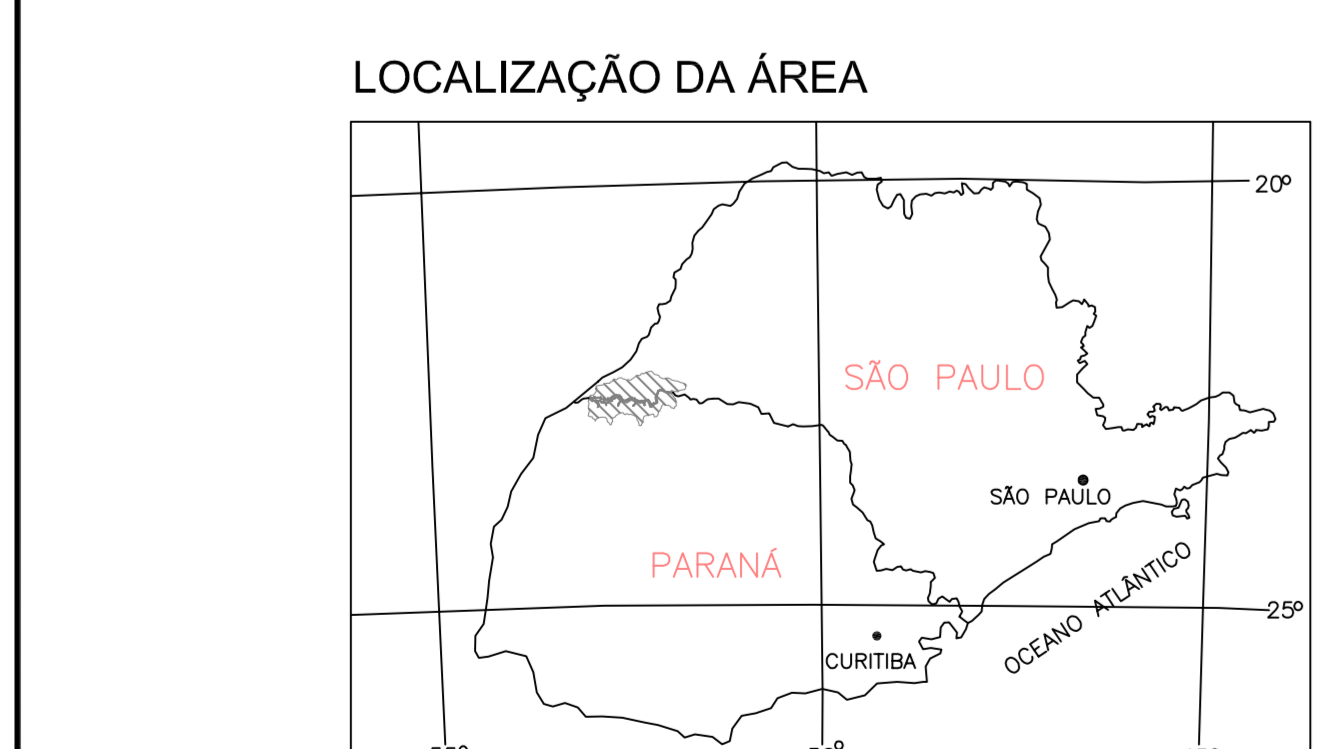 LOCALIZAÇÃO DA ÁREA
20º
SÃO PAULO
SÃO PAULO
PARANÁ
OCEANO ATLÂNTICO
25º
CURITIBA